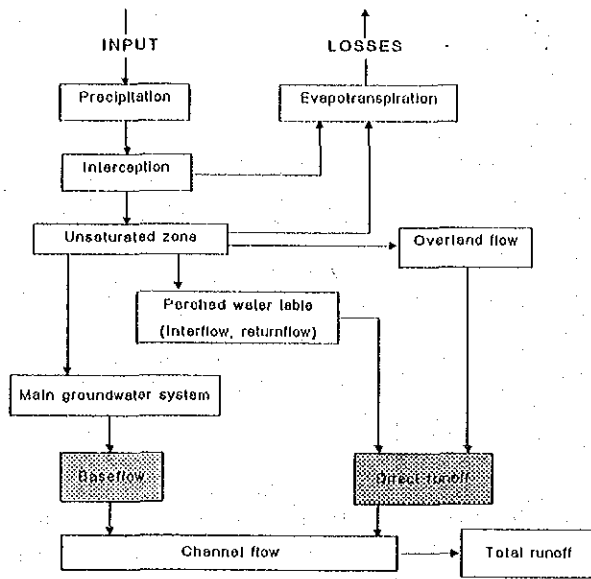 INPUT
LOSSES
Precipitation
Evapotranspiration
Interception
Unsaturated zone
Overland flow
Perched water table
(Interflow, returnflow)
Main groundwater system
Baseflow
Direct runoff
Channel flow
Total runoff